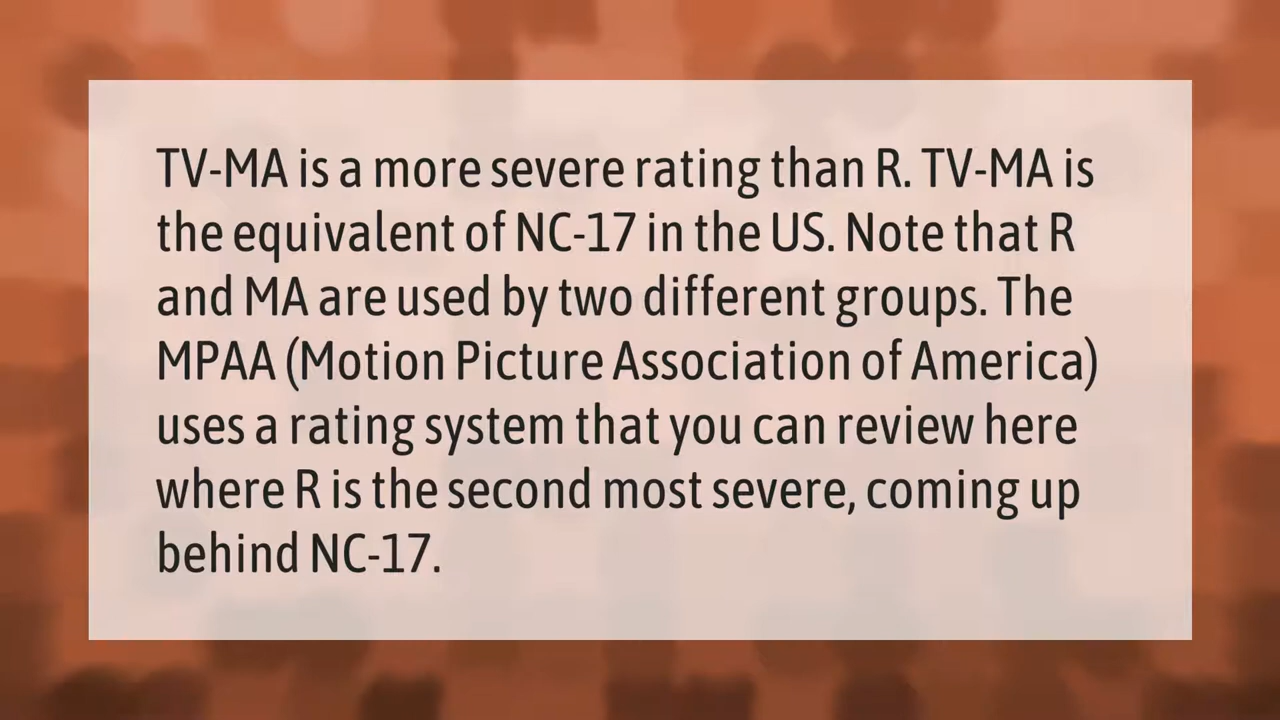 TV-MA is a more severe rating than R. TV-MA is
the equivalent of NC-17 in the US. Note that R
and MA are used by two different groups. The
MPAA (Motion Picture Association of America)
uses a rating system that you can review here
where R is the second most severe, coming up
behind NC-17.